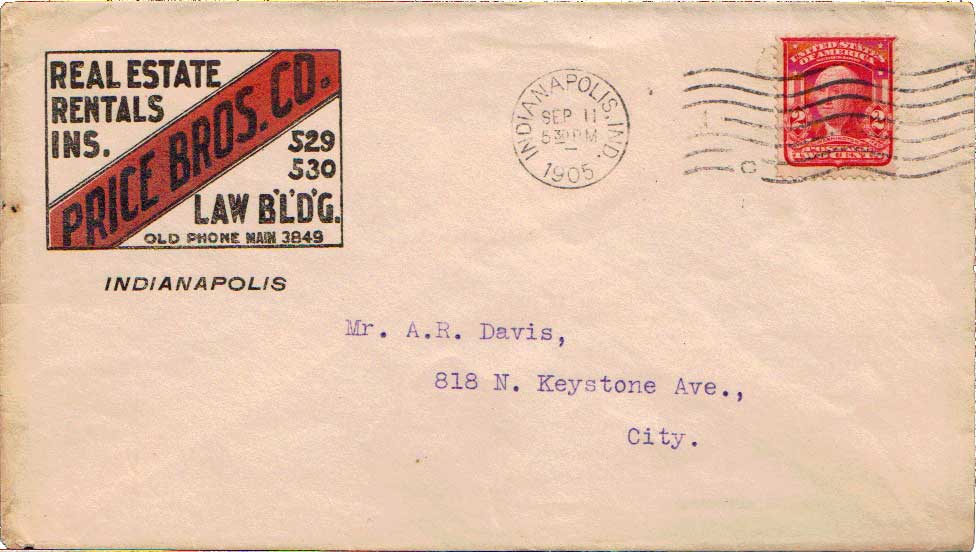 REAL ESTATE
RENTALS
INS.
PRICE BROS. CO.
529
530
LAW B'L'D'G.
OLD PHONE MAIN 3849
INDIANAPOLIS
INDIANAPOLIS, IND.
SEP 11
5 30 PM
1905
C
UNITED STATES
OF AMERICA
2 2
TWO CENTS
Mr. A.R. Davis,
818 N. Keystone Ave.,
City.